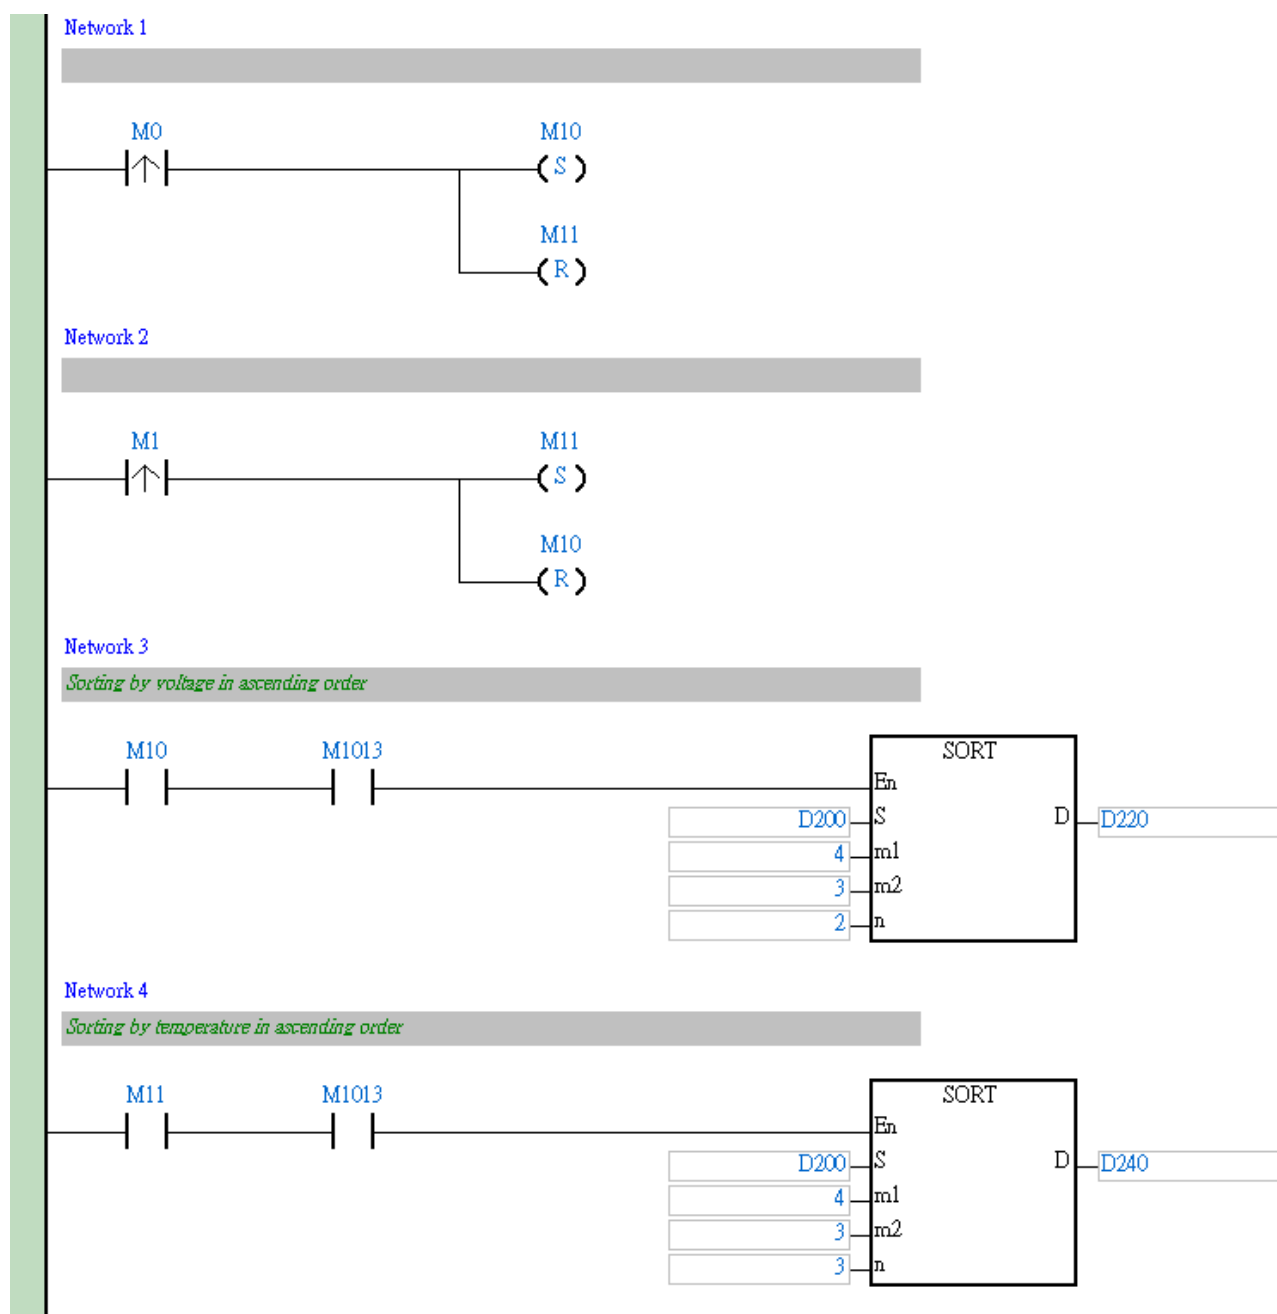 Network 1
M0 M10
S
M11
R
Network 2
M1 M11
S
M10
R
Network 3
Sorting by voltage in ascending order
M10 M1013 SORT
En
D200 S D D220
4 m1
3 m2
2 n
Network 4
Sorting by temperature in ascending order
M11 M1013 SORT
En
D200 S D D240
4 m1
3 m2
3 n